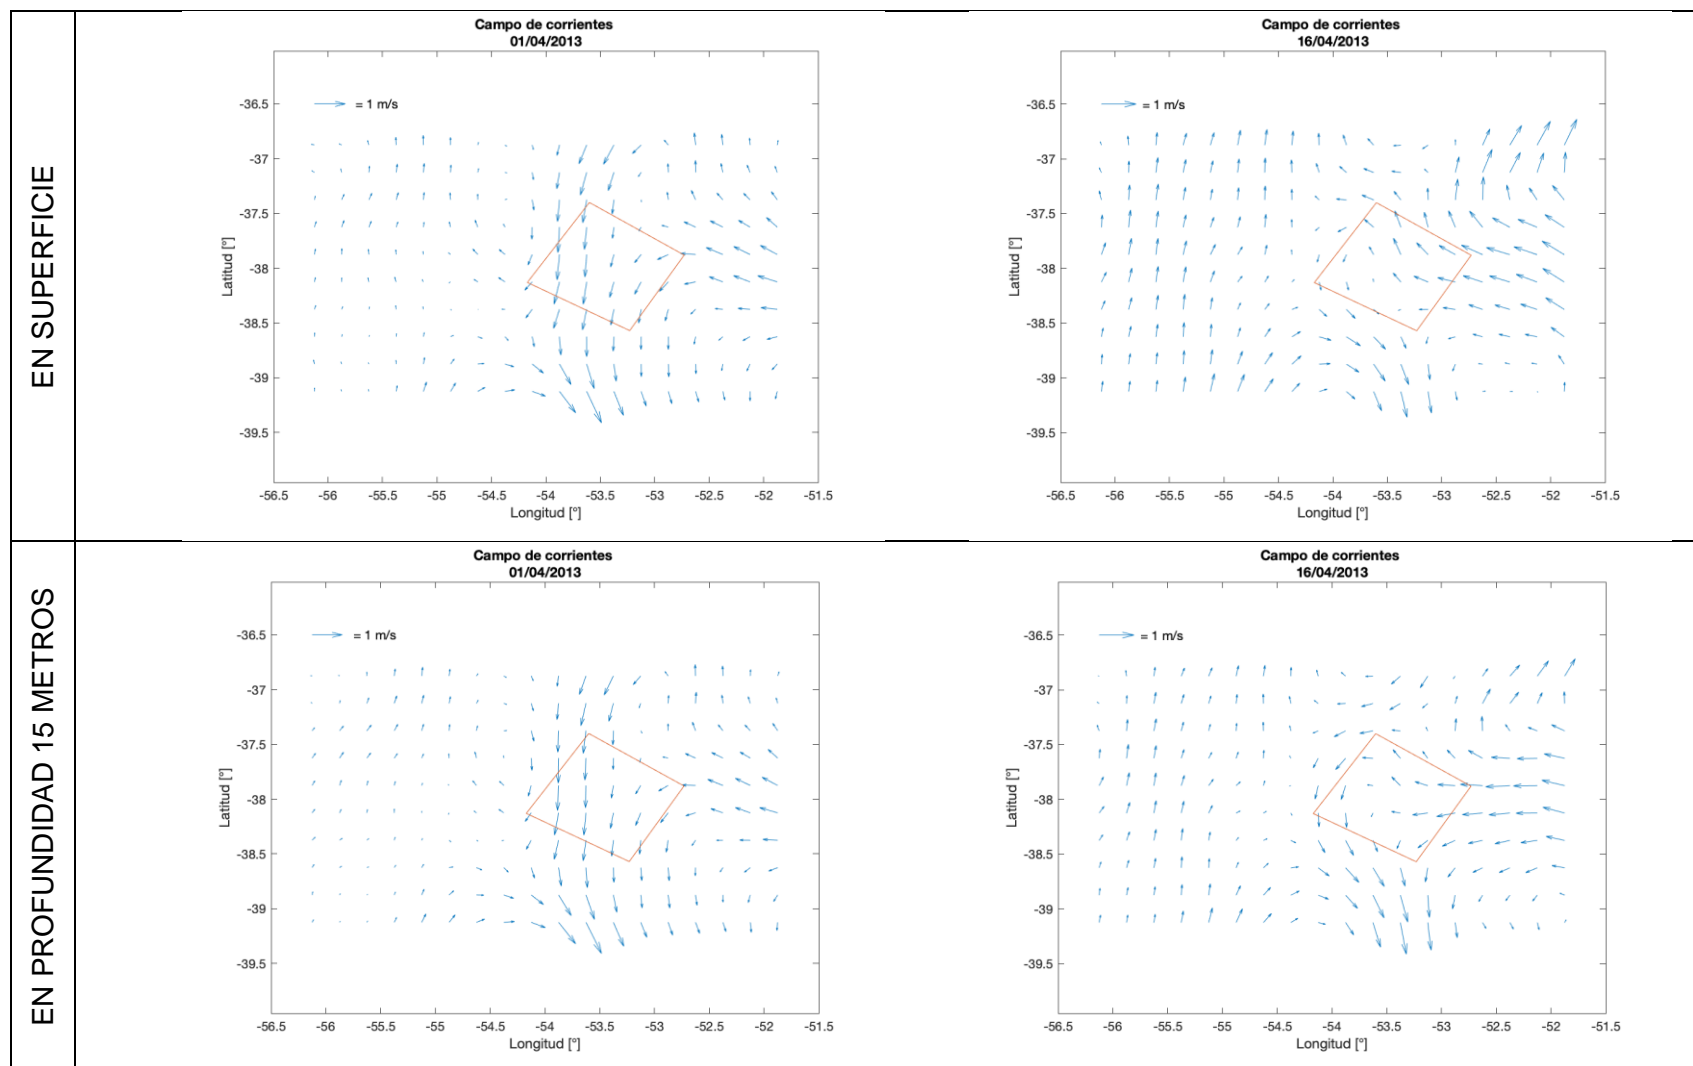 EN SUPERFICIE
Campo de corrientes
01/04/2013
= 1 m/s
-36.5
-37
-37.5
-38
-38.5
-39
-39.5
Latitud [°]
-56.5 -56 -55.5 -55 -54.5 -54 -53.5 -53 -52.5 -52 -51.5
Longitud [°]
Campo de corrientes
16/04/2013
= 1 m/s
-36.5
-37
-37.5
-38
-38.5
-39
-39.5
Latitud [°]
-56.5 -56 -55.5 -55 -54.5 -54 -53.5 -53 -52.5 -52 -51.5
Longitud [°]
EN PROFUNDIDAD 15 METROS
Campo de corrientes
01/04/2013
= 1 m/s
-36.5
-37
-37.5
-38
-38.5
-39
-39.5
Latitud [°]
-56.5 -56 -55.5 -55 -54.5 -54 -53.5 -53 -52.5 -52 -51.5
Longitud [°]
Campo de corrientes
16/04/2013
= 1 m/s
-36.5
-37
-37.5
-38
-38.5
-39
-39.5
Latitud [°]
-56.5 -56 -55.5 -55 -54.5 -54 -53.5 -53 -52.5 -52 -51.5
Longitud [°]